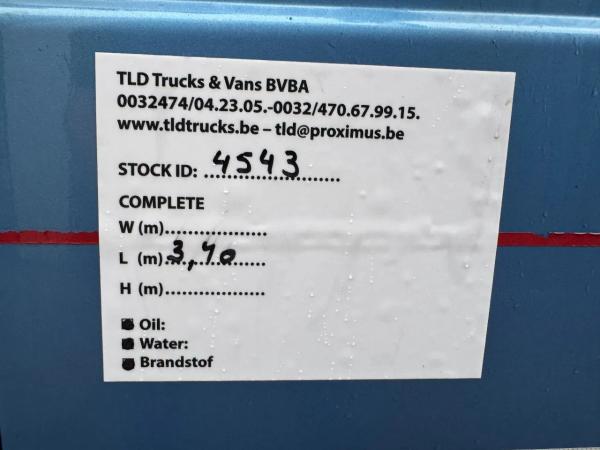 TLD Trucks & Vans BVBA
0032474/04.23.05.-0032/470.67.99.15.
www.tldtrucks.be – tld@proximus.be
STOCK ID: 4543
COMPLETE
W (m)..................
L (m) 3,40
H (m)..................
Oil:
Water:
Brandstof